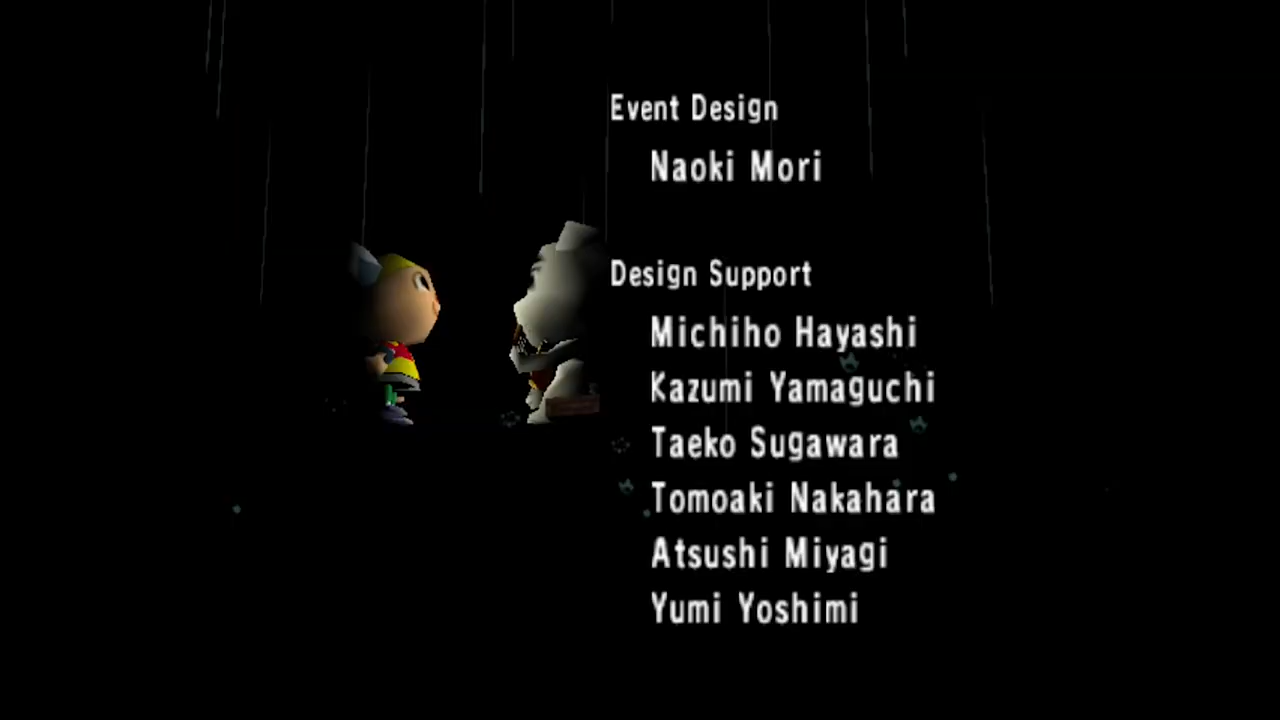 Event Design
Naoki Mori
Design Support
Michiho Hayashi
Kazumi Yamaguchi
Taeko Sugawara
Tomoaki Nakahara
Atsushi Miyagi
Yumi Yoshimi